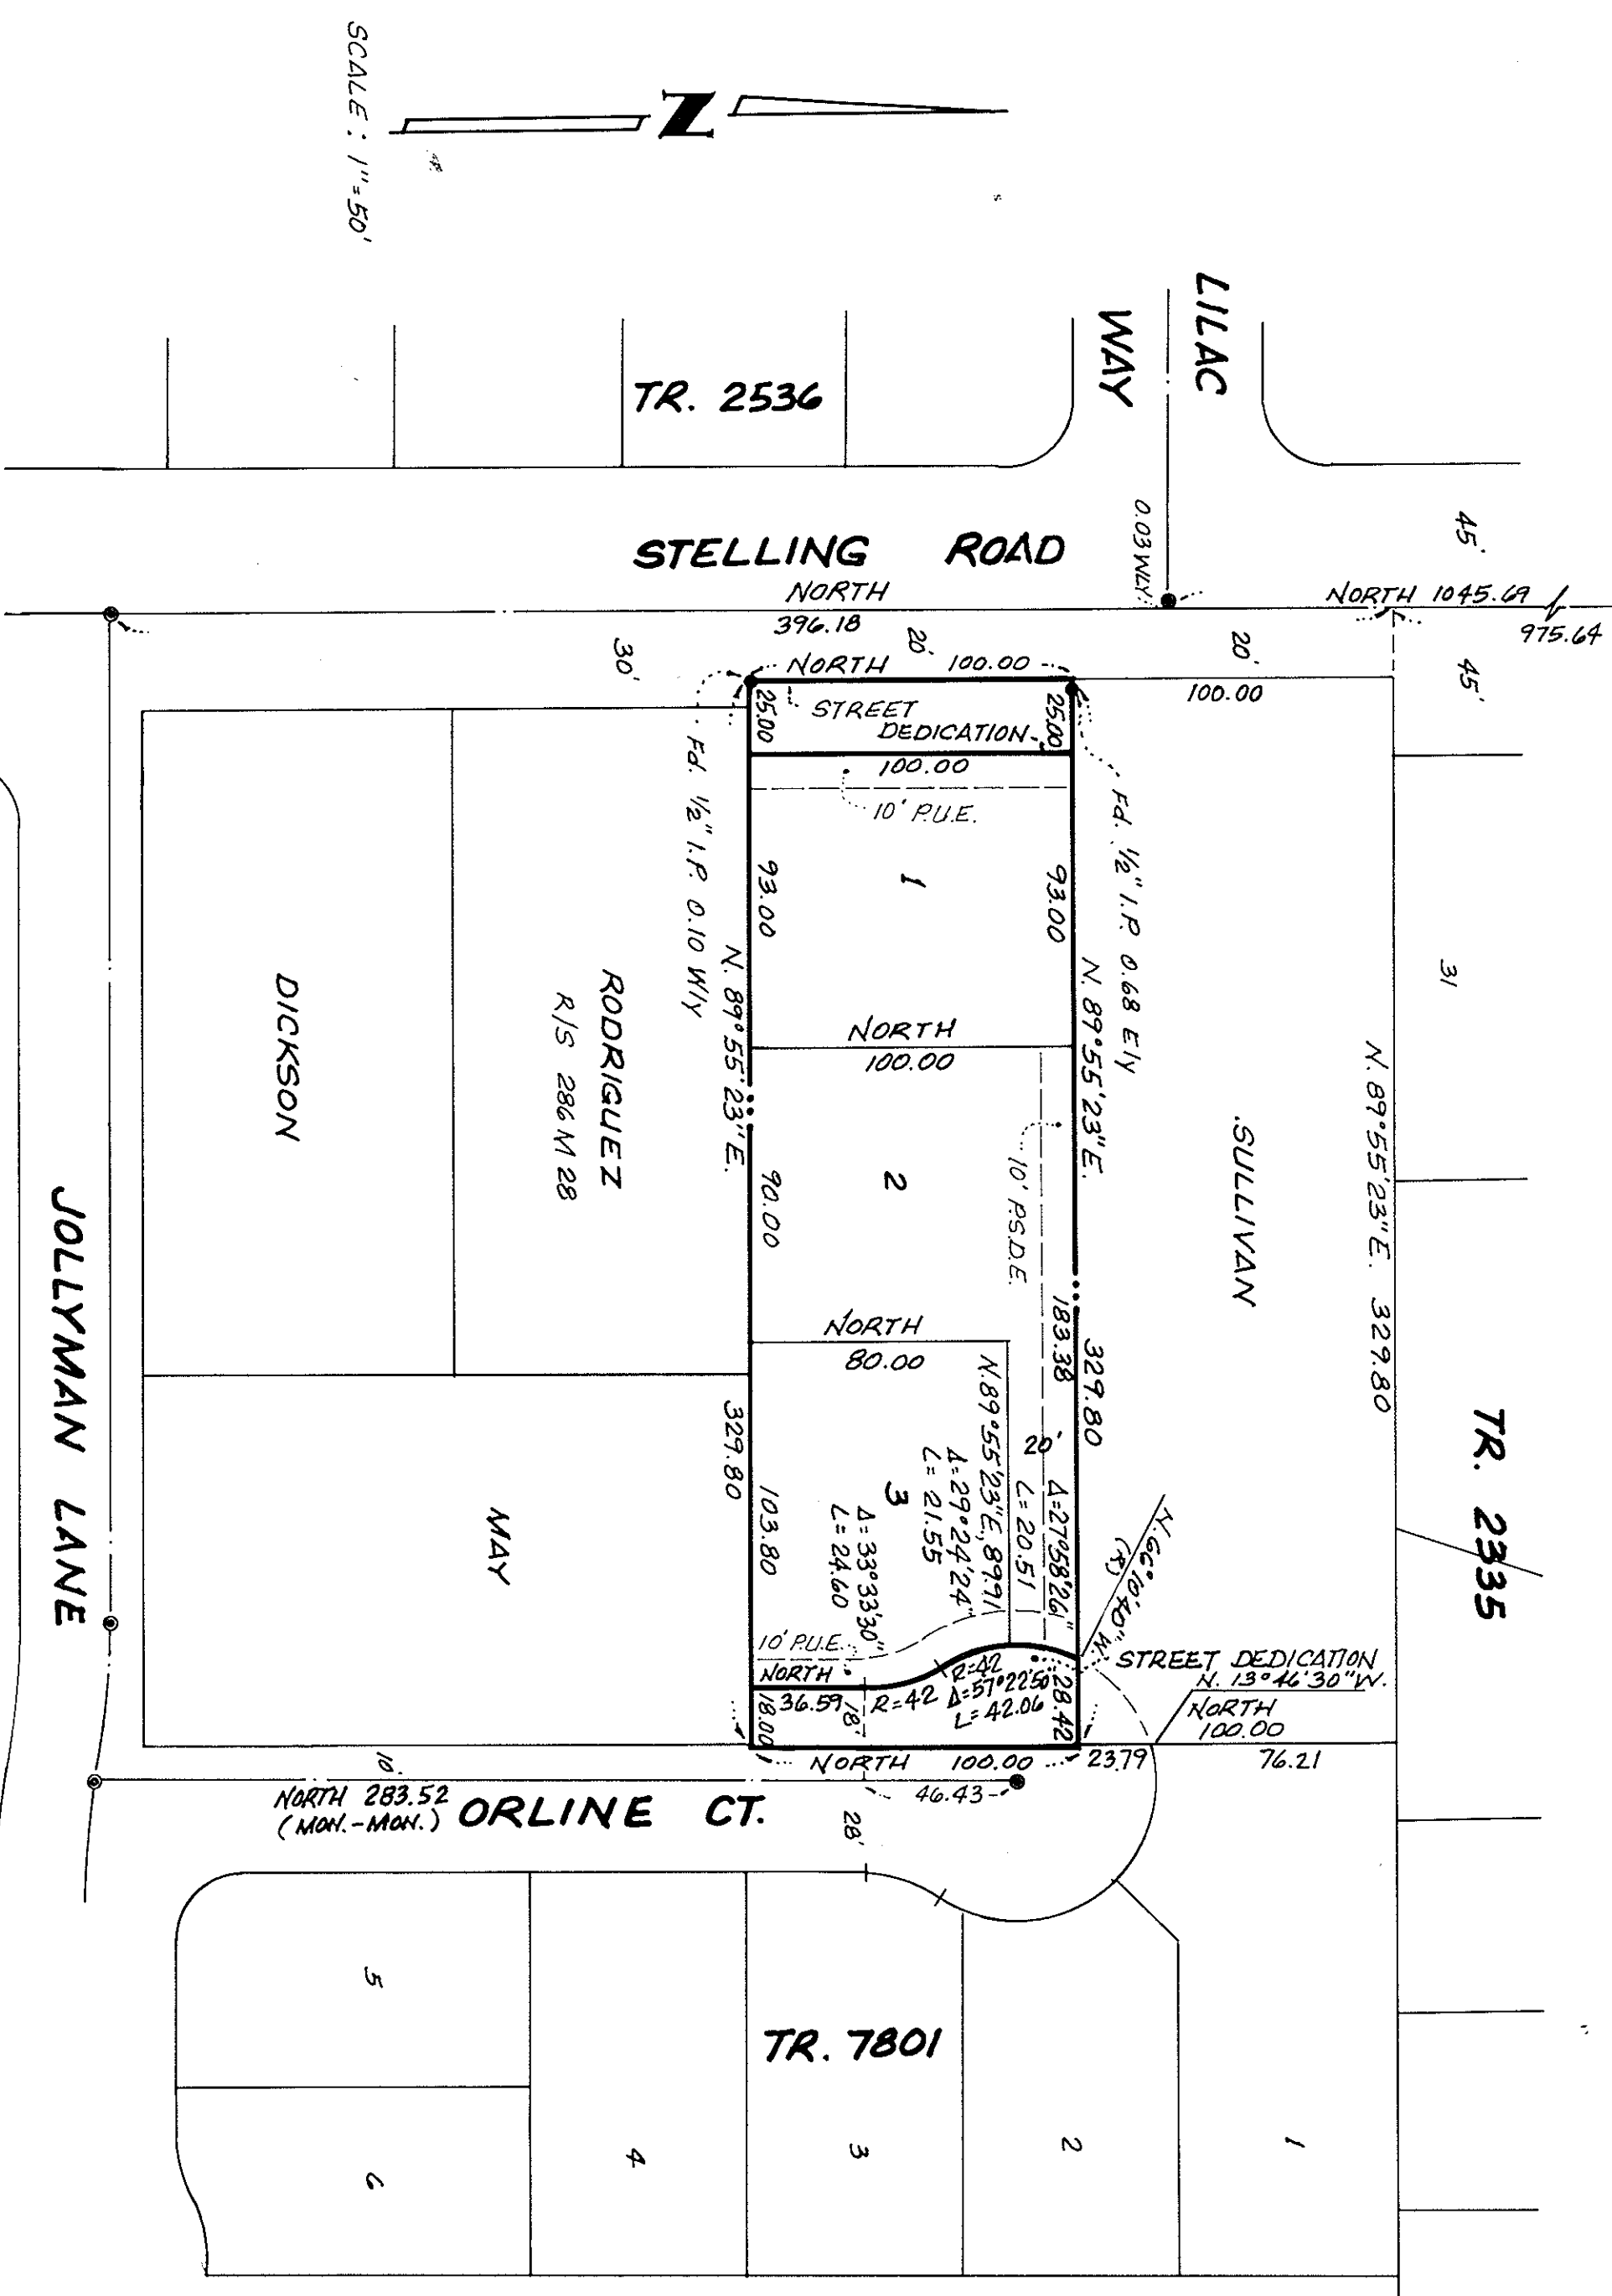 SCALE : 1"=50'
N
LILAC
WAY
TR. 2536
STELLING ROAD
0.03 WLY.
45'
NORTH
396.18
NORTH 1045.69
975.64
30'
20'
20'
45'
NORTH 100.00
100.00
25.00
STREET
DEDICATION
25.00
100.00
10' P.U.E.
Fd. 1/2" I.P. 0.10 Wly
Fd. 1/2" I.P. 0.68 Ely
93.00
1
93.00
31
N. 89°55'23"E.
N. 89°55'23"E.
N. 89°55'23"E. 329.80
DICKSON
RODRIGUEZ
R/S 286 M 28
NORTH
100.00
SULLIVAN
10' P.S.D.E.
90.00
2
183.38
329.80
NORTH
80.00
329.80
103.80
3
N.89°55'23"E, 89.91
20'
Δ=29°24'24"
L= 21.55
Δ=27°58'26"
L=20.51
Δ=33°33'30"
L=24.60
N.66°10'40"W.
(R)
JOLLYMAN LANE
MAY
TR. 2335
10' P.U.E.
NORTH
36.59
18.00
18'
R=42
R=42
Δ=57°22'50"
L=42.06
28.42
STREET DEDICATION
N. 13°46'30"W.
NORTH
100.00
NORTH 100.00
23.79
76.21
10'
46.43
NORTH 283.52
(MON.-MON.)
ORLINE CT.
28'
5
TR. 7801
6
4
3
2
1